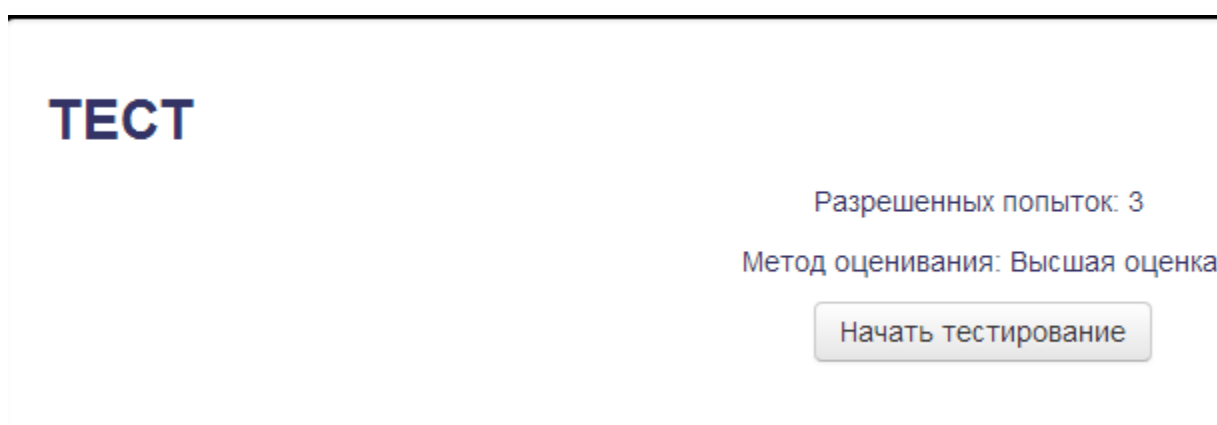 ТЕСТ
Разрешенных попыток: 3
Метод оценивания: Высшая оценка
Начать тестирование